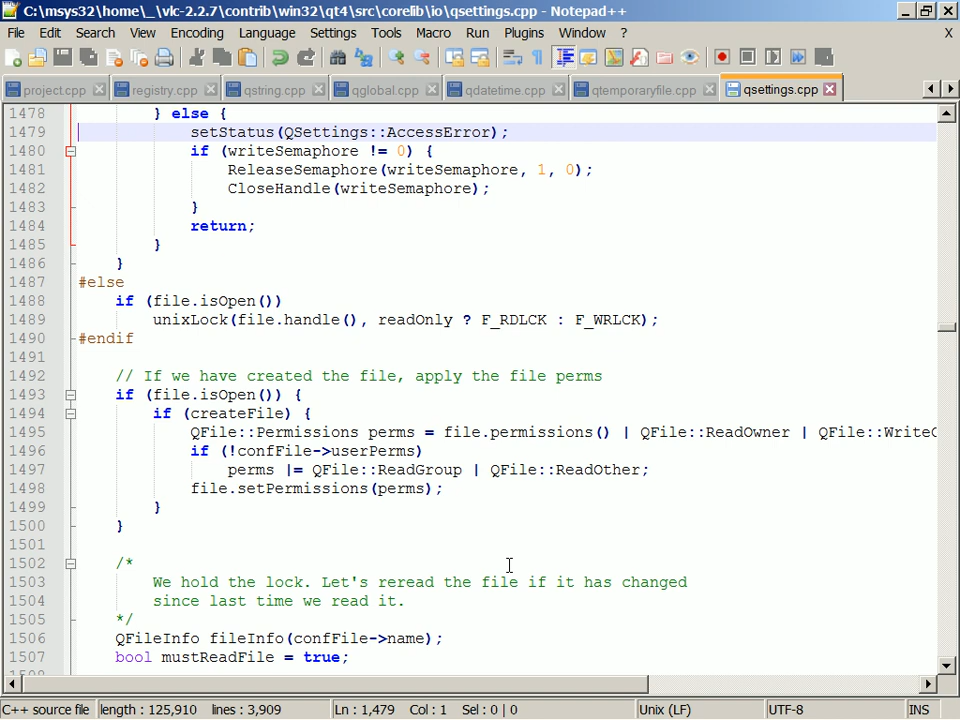 C:\msys32\home\_\vlc-2.2.7\contrib\win32\qt4\src\corelib\io\qsettings.cpp - Notepad++
File Edit Search View Encoding Language Settings Tools Macro Run Plugins Window ? X
project.cpp registry.cpp qstring.cpp qglobal.cpp qdatetime.cpp qtemporaryfile.cpp qsettings.cpp
1478 } else {
1479 setStatus(QSettings::AccessError);
1480 if (writeSemaphore != 0) {
1481 ReleaseSemaphore(writeSemaphore, 1, 0);
1482 CloseHandle(writeSemaphore);
1483 }
1484 return;
1485 }
1486 }
1487 #else
1488 if (file.isOpen())
1489 unixLock(file.handle(), readOnly ? F_RDLCK : F_WRLCK);
1490 #endif
1491
1492 // If we have created the file, apply the file perms
1493 if (file.isOpen()) {
1494 if (createFile) {
1495 QFile::Permissions perms = file.permissions() | QFile::ReadOwner | QFile::Write
1496 if (!confFile->userPerms)
1497 perms |= QFile::ReadGroup | QFile::ReadOther;
1498 file.setPermissions(perms);
1499 }
1500 }
1501
1502 /*
1503 We hold the lock. Let's reread the file if it has changed
1504 since last time we read it.
1505 */
1506 QFileInfo fileInfo(confFile->name);
1507 bool mustReadFile = true;
C++ source file length : 125,910 lines : 3,909 Ln : 1,479 Col : 1 Sel : 0 | 0 Unix (LF) UTF-8 INS